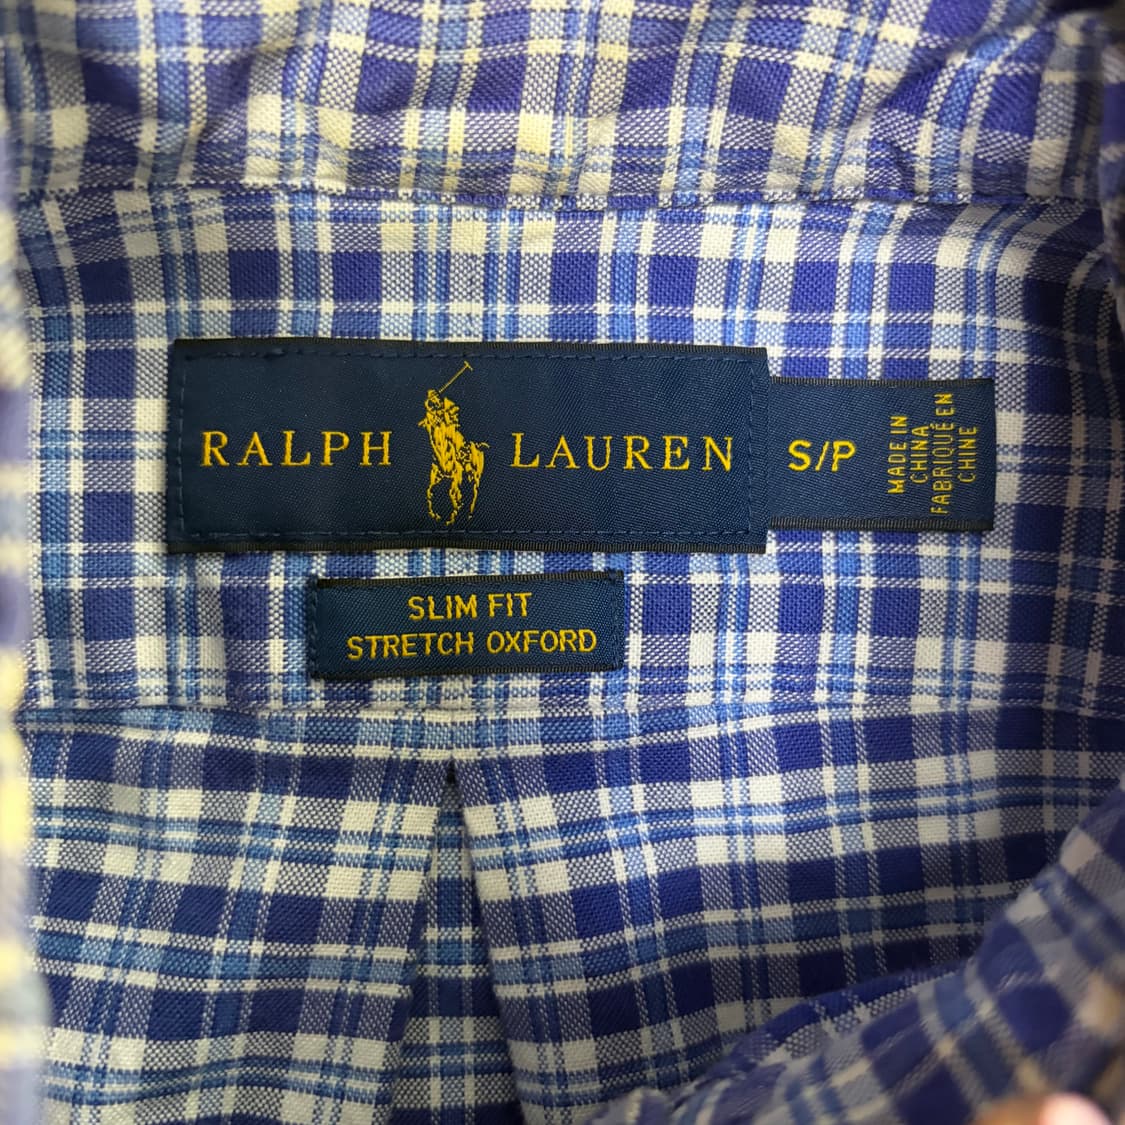 RALPH LAUREN
S/P
MADE IN
CHINA
FABRIQUÉ EN
CHINE
SLIM FIT
STRETCH OXFORD